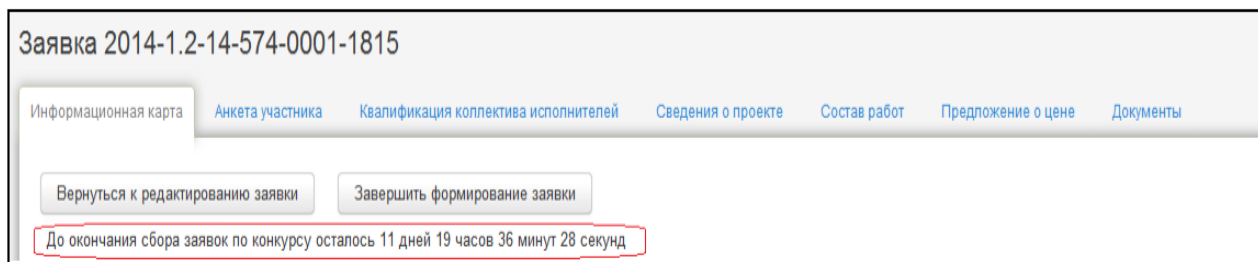 Заявка 2014-1.2-14-574-0001-1815
Информационная карта Анкета участника Квалификация коллектива исполнителей Сведения о проекте Состав работ Предложение о цене Документы
Вернуться к редактированию заявки Завершить формирование заявки
До окончания сбора заявок по конкурсу осталось 11 дней 19 часов 36 минут 28 секунд